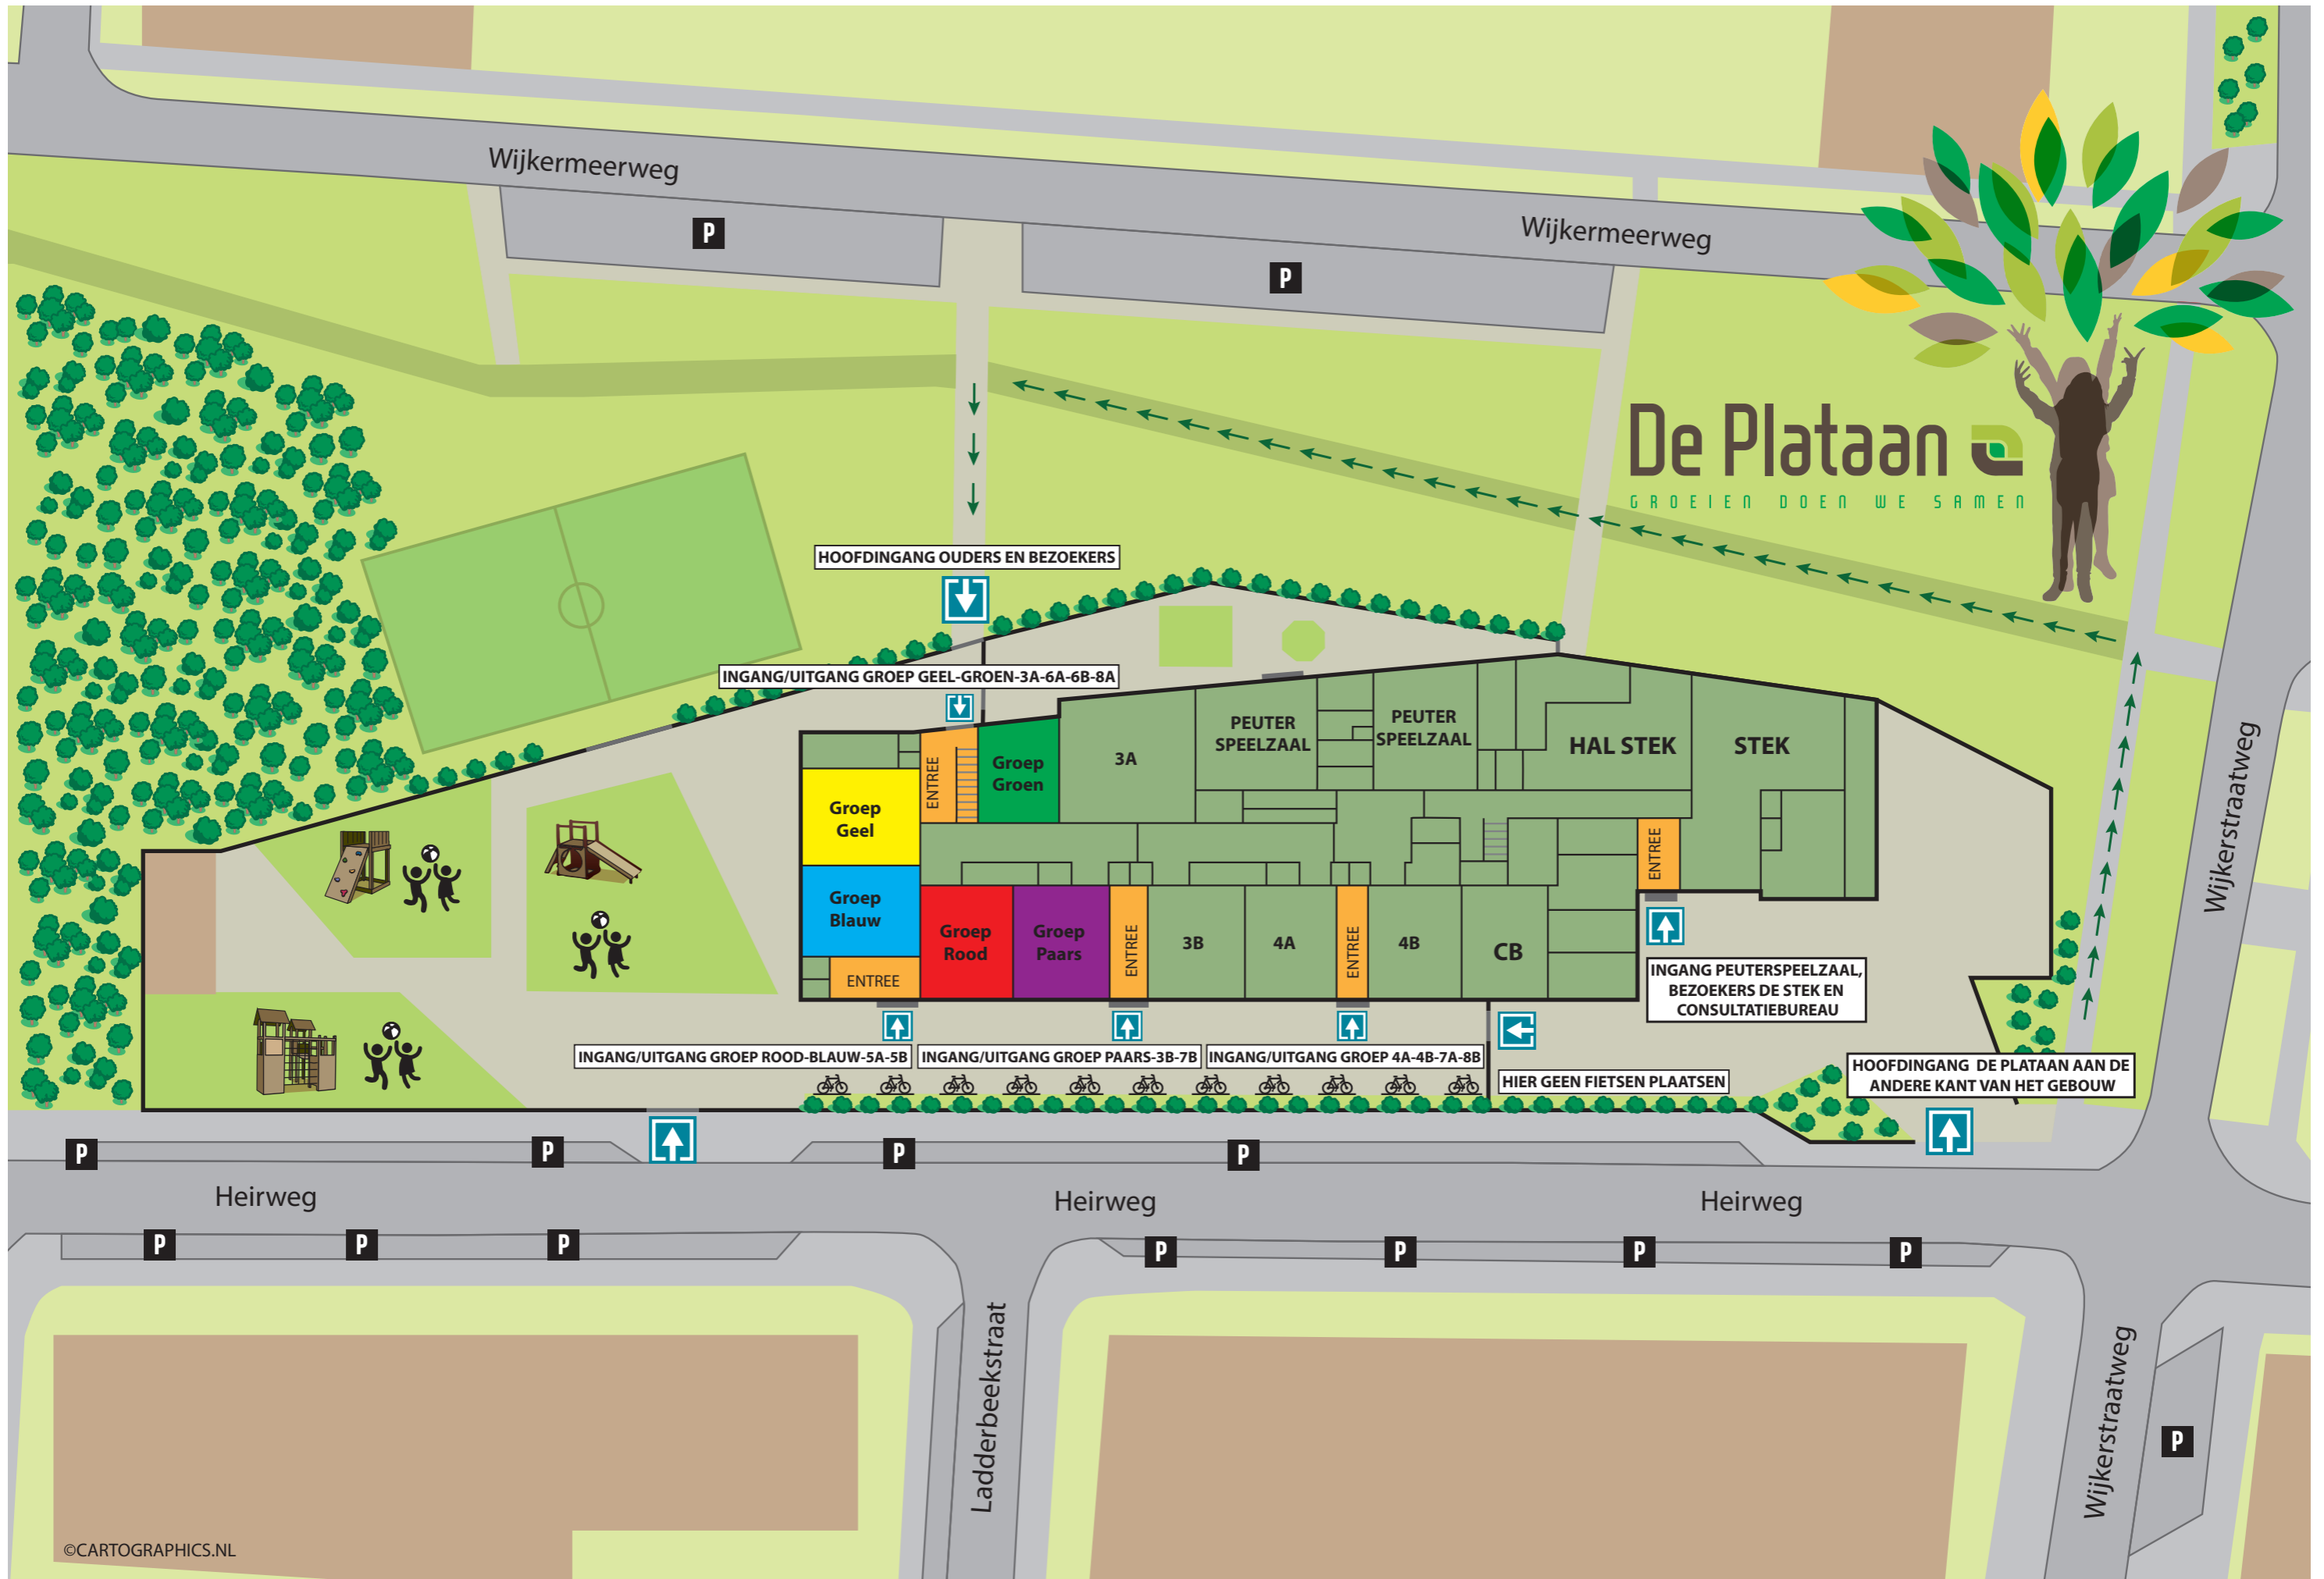 Wijkermeerweg
P
Wijkermeerweg
P
De Plataan
GROEIEN DOEN WE SAMEN
HOOFDINGANG OUDERS EN BEZOEKERS
INGANG/UITGANG GROEP GEEL-GROEN-3A-6A-6B-8A
PEUTER
SPEELZAAL
PEUTER
SPEELZAAL
HAL STEK
STEK
3A
Groep
Groen
ENTREE
Groep
Geel
Wijkerstraatweg
ENTREE
Groep
Blauw
Groep
Rood
Groep
Paars
ENTREE
3B
4A
ENTREE
4B
CB
ENTREE
INGANG PEUTERSPEELZAAL,
BEZOEKERS DE STEK EN
CONSULTATIEBUREAU
INGANG/UITGANG GROEP ROOD-BLAUW-5A-5B
INGANG/UITGANG GROEP PAARS-3B-7B
INGANG/UITGANG GROEP 4A-4B-7A-8B
HIER GEEN FIETSEN PLAATSEN
HOOFDINGANG DE PLATAAN AAN DE
ANDERE KANT VAN HET GEBOUW
P
P
P
P
Heirweg
Heirweg
Heirweg
P
P
P
P
P
P
P
Ladderbeekstraat
Wijkerstraatweg
P
©CARTOGRAPHICS.NL